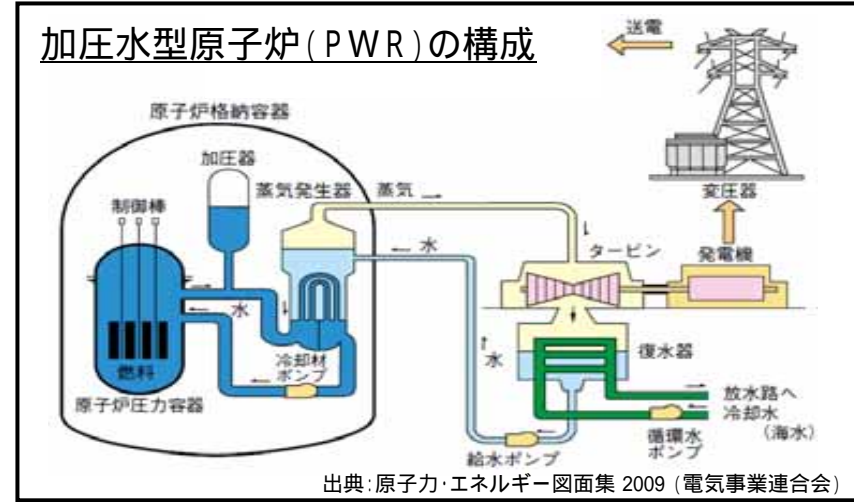 加圧水型原子炉(PWR)の構成
送電
原子炉格納容器
加圧器
蒸気発生器
蒸気
制御棒
変圧器
水
タービン
発電機
水
冷却材
ポンプ
水
復水器
燃料
原子炉圧力容器
放水路へ
冷却水
(海水)
循環水
ポンプ
給水ポンプ
出典:原子力・エネルギー図面集 2009 (電気事業連合会)